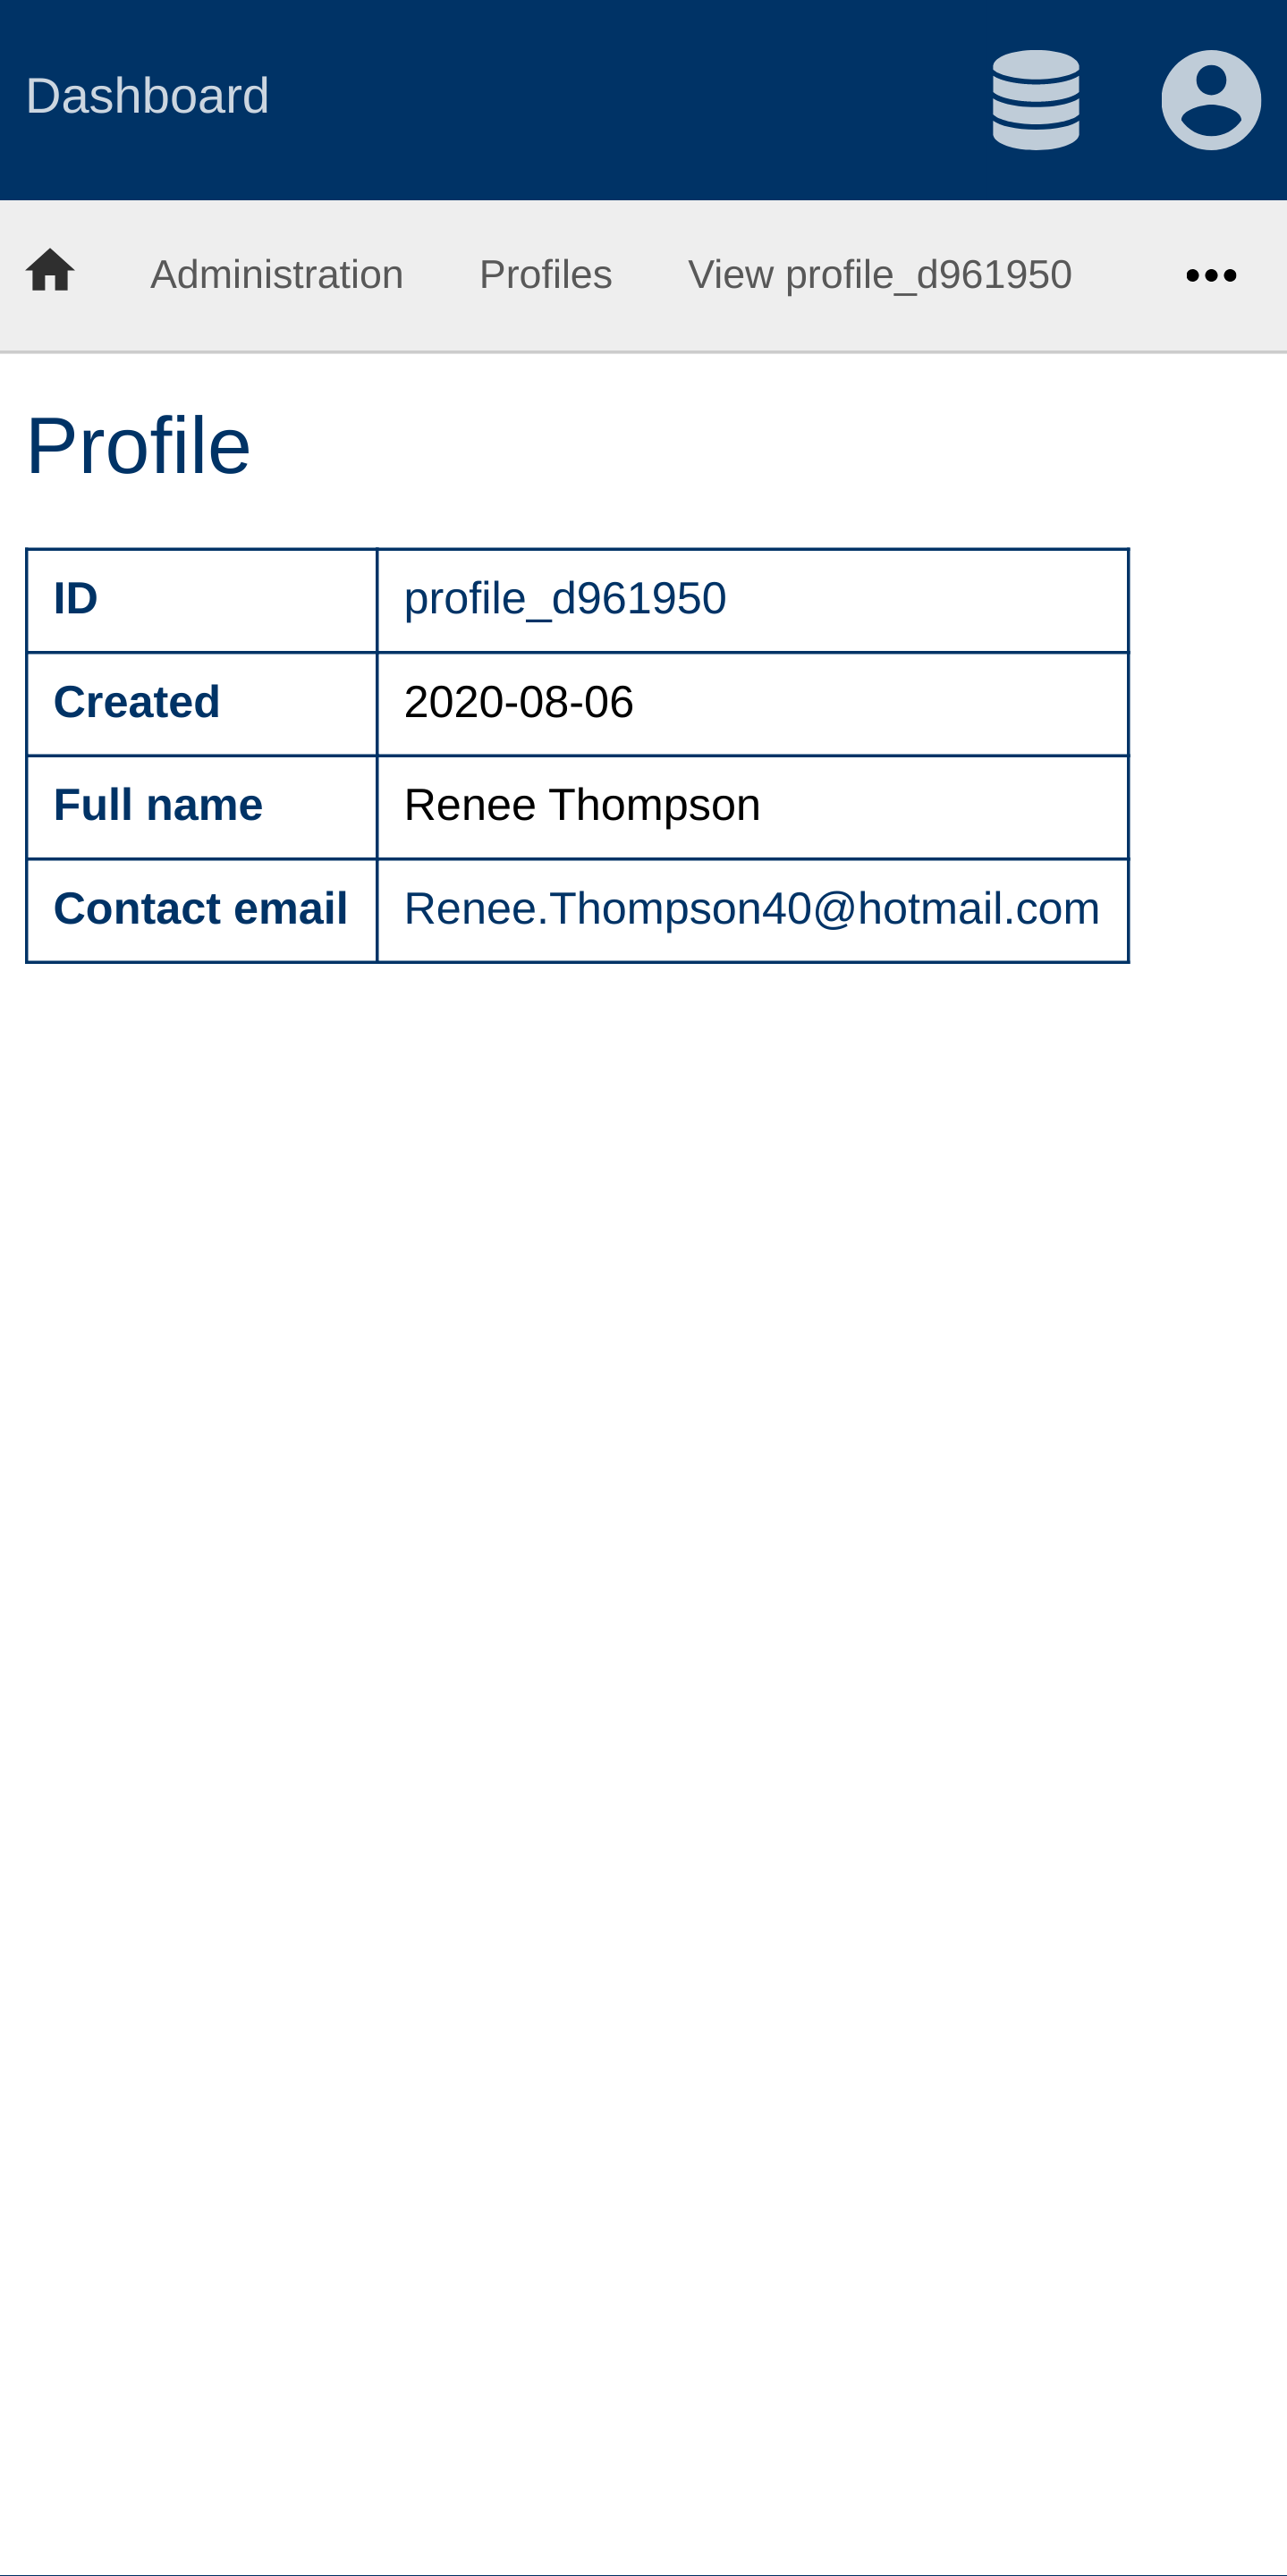 Dashboard
Administration Profiles View profile_d961950
Profile
ID profile_d961950
Created 2020-08-06
Full name Renee Thompson
Contact email Renee.Thompson40@hotmail.com